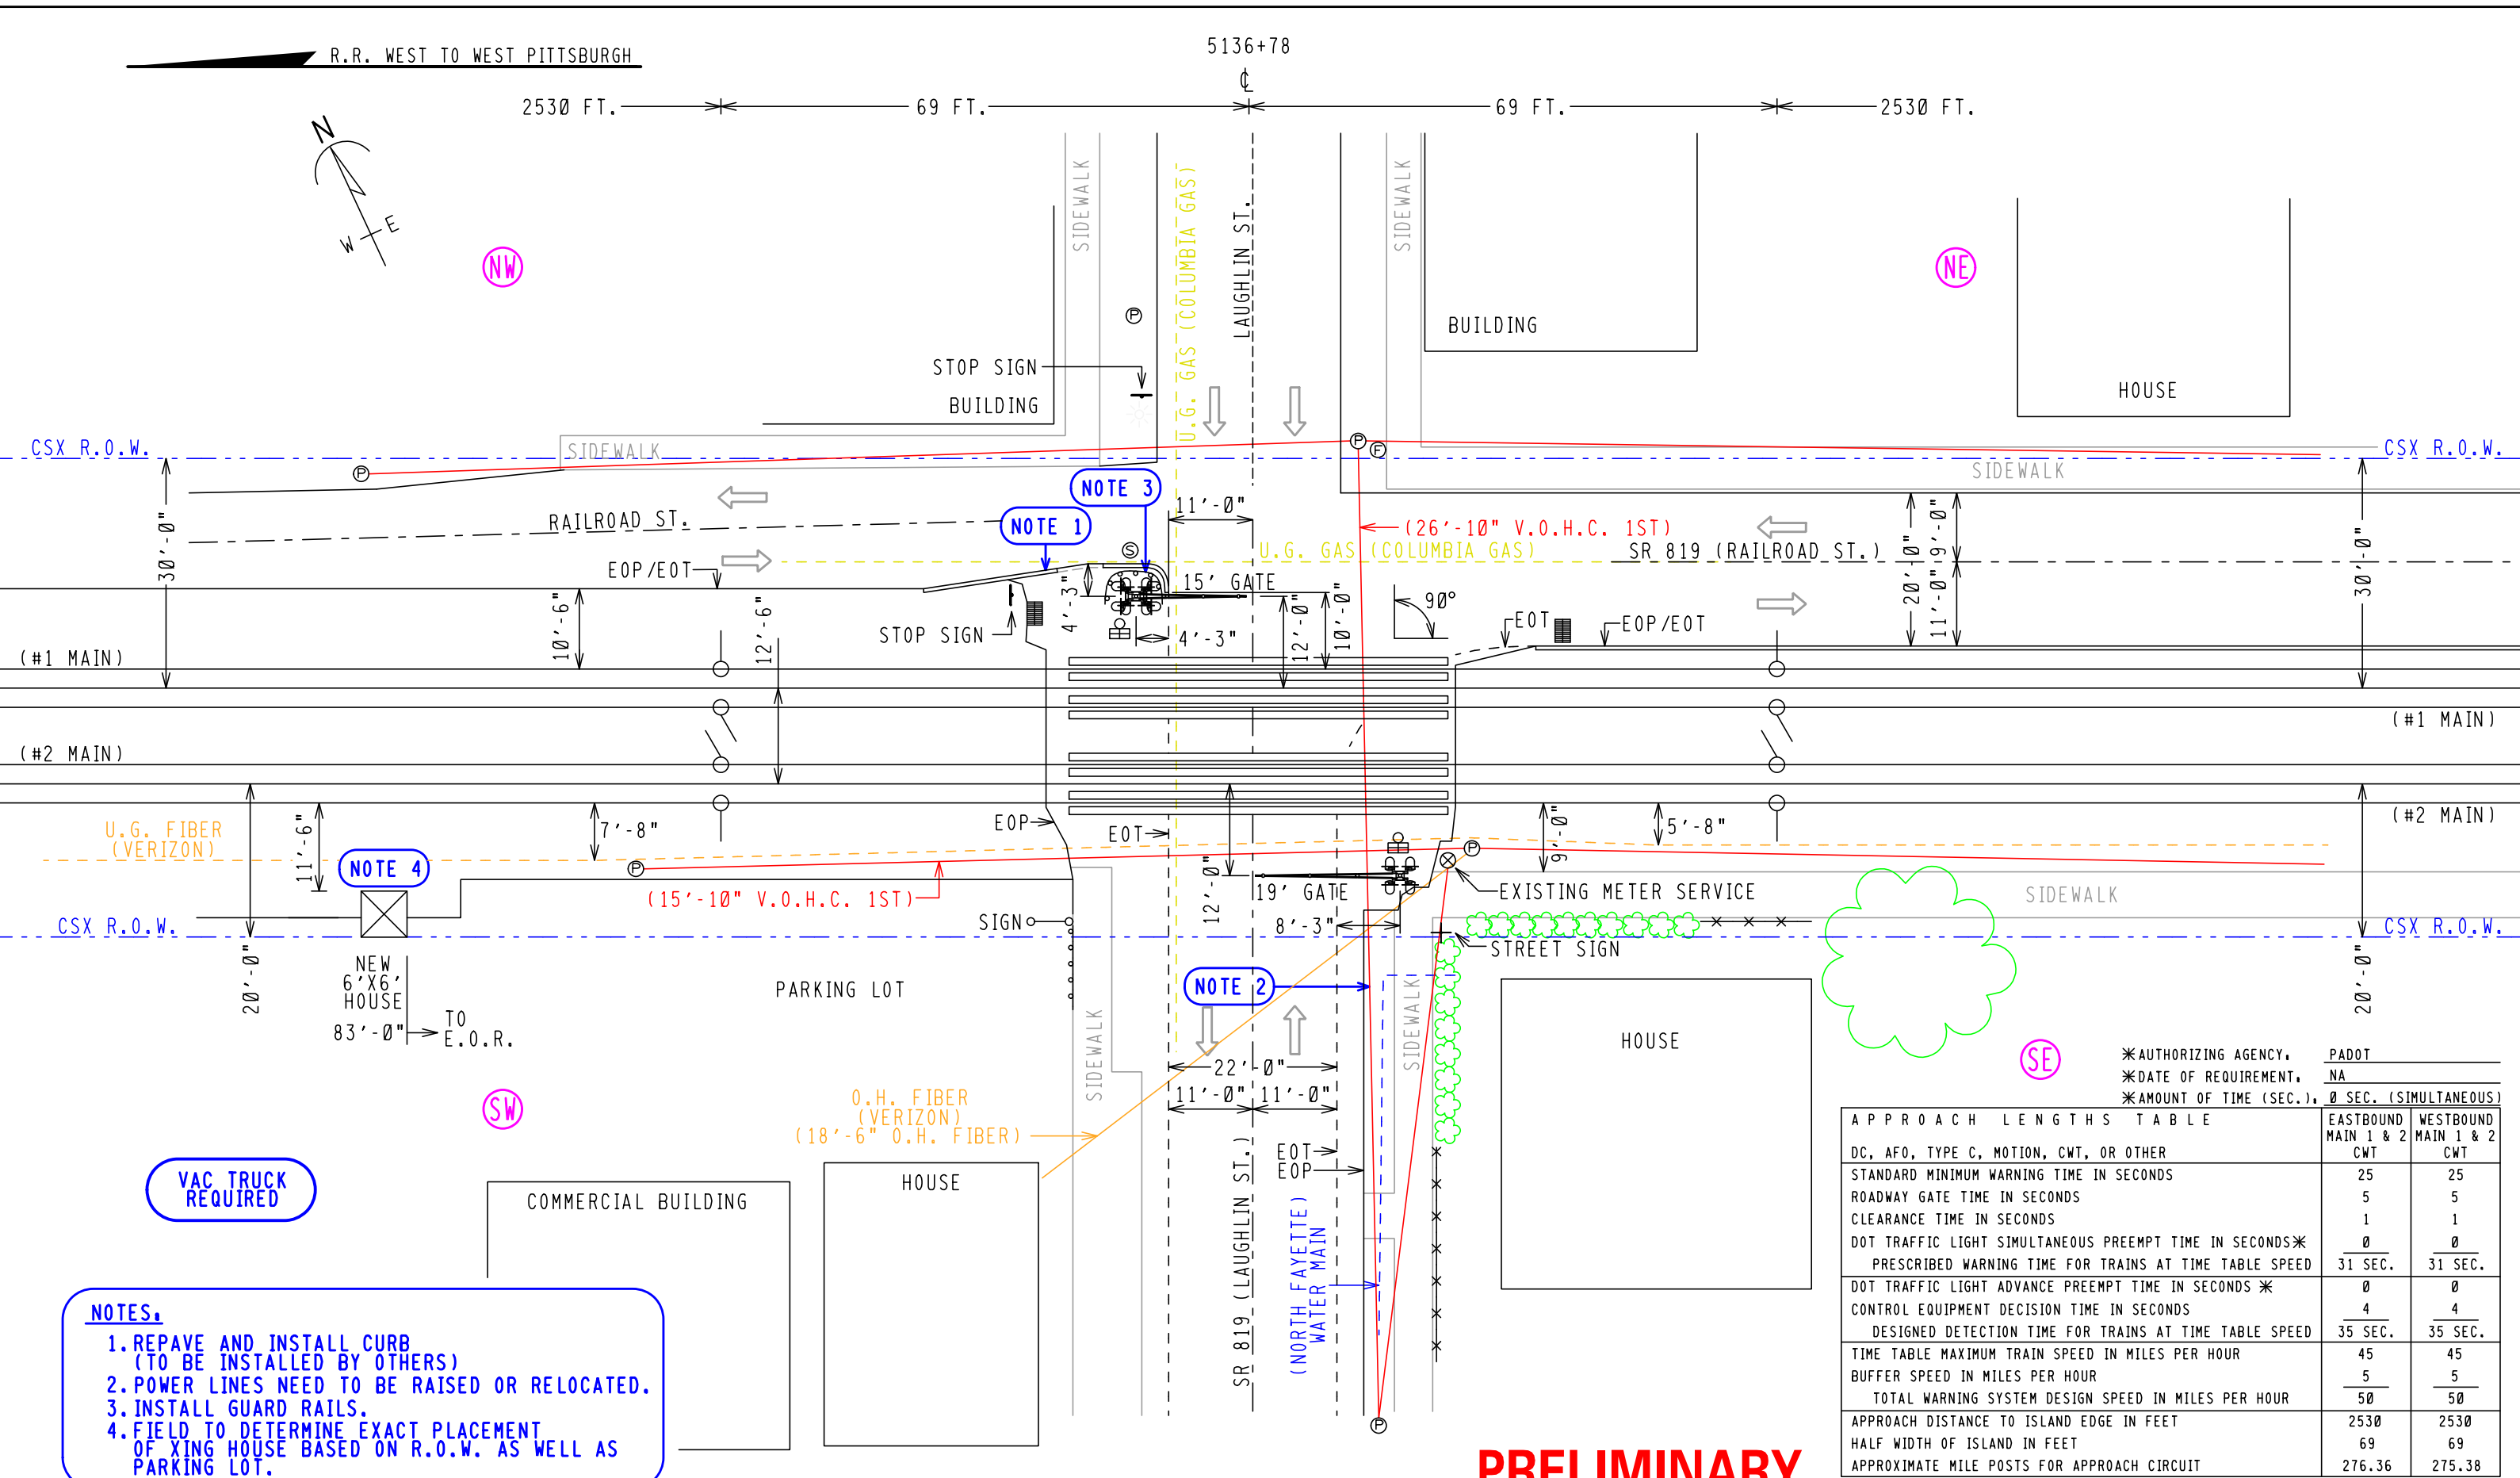 R.R. WEST TO WEST PITTSBURGH
5136+78
℄
2530 FT.
69 FT.
69 FT.
2530 FT.
N
W
E
NW
NE
SIDEWALK
U.G. GAS (COLUMBIA GAS)
LAUGHLIN ST.
SIDEWALK
BUILDING
HOUSE
P
STOP SIGN
BUILDING
CSX R.O.W.
SIDEWALK
P
P
F
CSX R.O.W.
SIDEWALK
NOTE 3
NOTE 1
RAILROAD ST.
11'-0"
(26'-10" V.O.H.C. 1ST)
U.G. GAS (COLUMBIA GAS)
SR 819 (RAILROAD ST.)
30'-0"
20'-0"
9'-0"
11'-0"
30'-0"
S
EOP/EOT
15' GATE
4'-3"
90°
10'-6"
12'-6"
STOP SIGN
4'-3"
12'-0"
10'-0"
EOT
EOP/EOT
(#1 MAIN)
(#1 MAIN)
(#2 MAIN)
(#2 MAIN)
U.G. FIBER
(VERIZON)
11'-6"
7'-8"
EOP
EOT
9'-0"
5'-8"
NOTE 4
P
P
12'-0"
(15'-10" V.O.H.C. 1ST)
19' GATE
EXISTING METER SERVICE
SIDEWALK
CSX R.O.W.
SIGN
8'-3"
CSX R.O.W.
STREET SIGN
20'-0"
NEW
6'X6'
HOUSE
83'-0"
TO
E.O.R.
PARKING LOT
NOTE 2
SIDEWALK
SIDEWALK
HOUSE
20'-0"
SE
SW
22'-0"
11'-0"
11'-0"
O.H. FIBER
(VERIZON)
(18'-6" O.H. FIBER)
EOT
EOP
SR 819 (LAUGHLIN ST.)
(NORTH FAYETTE)
WATER MAIN
P
VAC TRUCK
REQUIRED
COMMERCIAL BUILDING
HOUSE
NOTES:
1. REPAVE AND INSTALL CURB
(TO BE INSTALLED BY OTHERS)
2. POWER LINES NEED TO BE RAISED OR RELOCATED.
3. INSTALL GUARD RAILS.
4. FIELD TO DETERMINE EXACT PLACEMENT
OF XING HOUSE BASED ON R.O.W. AS WELL AS
PARKING LOT.
PRELIMINARY
*AUTHORIZING AGENCY: PADOT
*DATE OF REQUIREMENT: NA
*AMOUNT OF TIME (SEC.): 0 SEC. (SIMULTANEOUS)
APPROACH LENGTHS TABLE EASTBOUND WESTBOUND
MAIN 1 & 2 MAIN 1 & 2
DC, AFO, TYPE C, MOTION, CWT, OR OTHER CWT CWT
STANDARD MINIMUM WARNING TIME IN SECONDS 25 25
ROADWAY GATE TIME IN SECONDS 5 5
CLEARANCE TIME IN SECONDS 1 1
DOT TRAFFIC LIGHT SIMULTANEOUS PREEMPT TIME IN SECONDS* 0 0
PRESCRIBED WARNING TIME FOR TRAINS AT TIME TABLE SPEED 31 SEC. 31 SEC.
DOT TRAFFIC LIGHT ADVANCE PREEMPT TIME IN SECONDS * 0 0
CONTROL EQUIPMENT DECISION TIME IN SECONDS 4 4
DESIGNED DETECTION TIME FOR TRAINS AT TIME TABLE SPEED 35 SEC. 35 SEC.
TIME TABLE MAXIMUM TRAIN SPEED IN MILES PER HOUR 45 45
BUFFER SPEED IN MILES PER HOUR 5 5
TOTAL WARNING SYSTEM DESIGN SPEED IN MILES PER HOUR 50 50
APPROACH DISTANCE TO ISLAND EDGE IN FEET 2530 2530
HALF WIDTH OF ISLAND IN FEET 69 69
APPROXIMATE MILE POSTS FOR APPROACH CIRCUIT 276.36 275.38